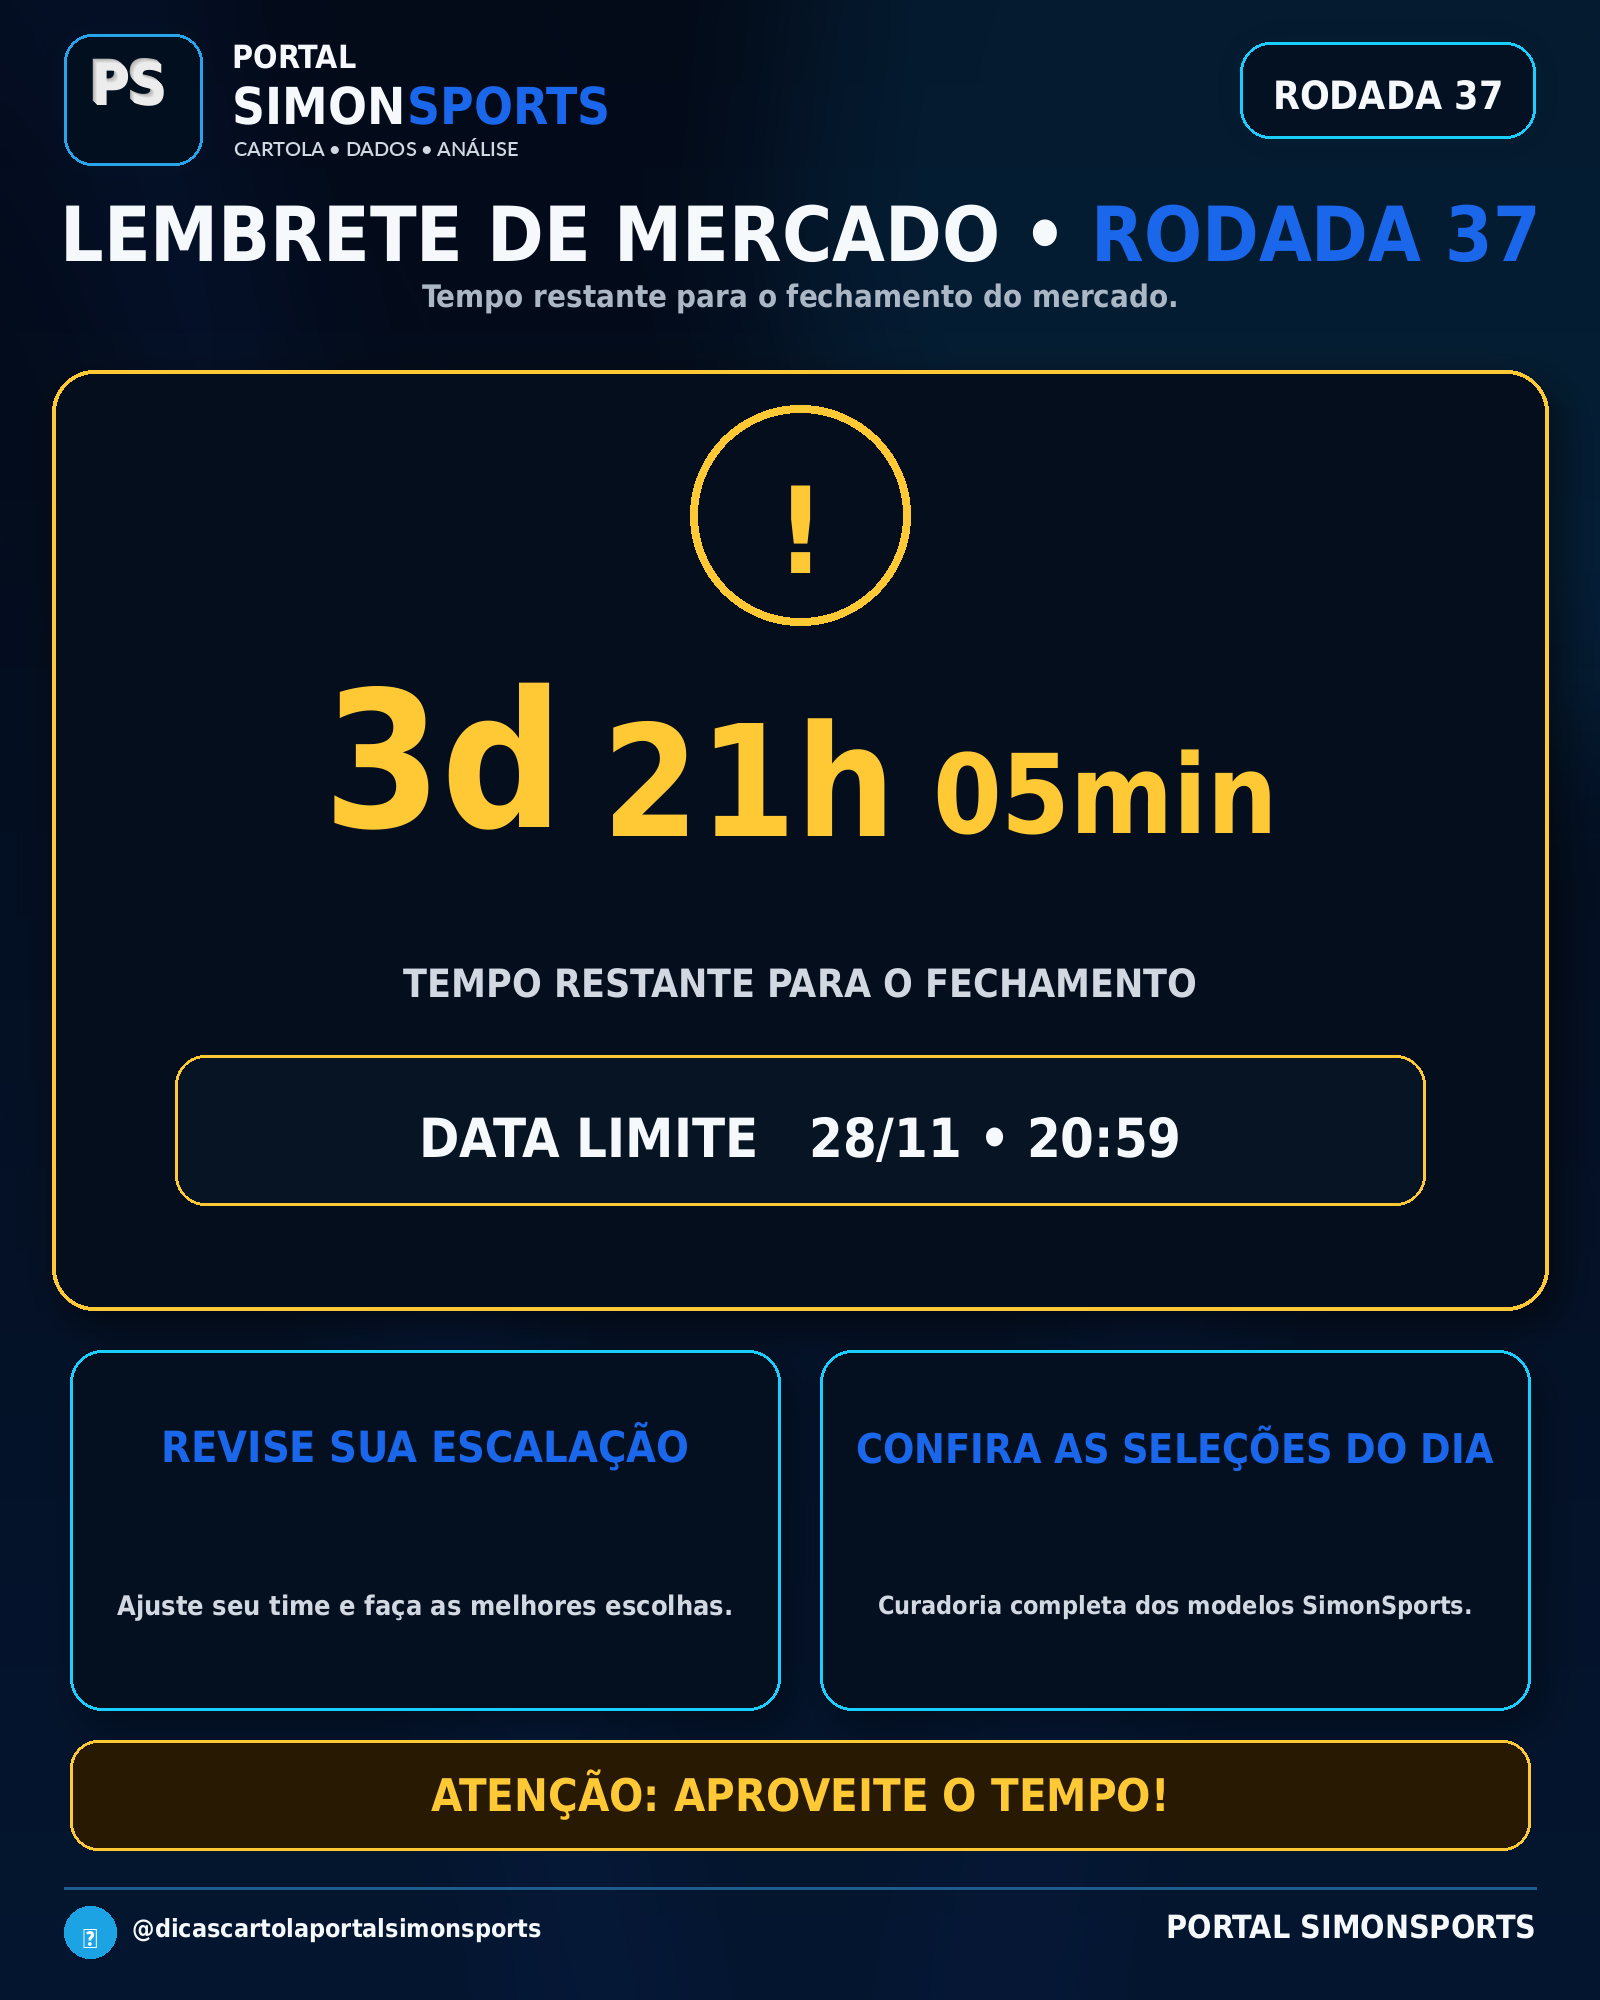 PS
PORTAL
SIMONSPORTS
CARTOLA • DADOS • ANÁLISE
RODADA 37
LEMBRETE DE MERCADO • RODADA 37
Tempo restante para o fechamento do mercado.
!
3d 21h 05min
TEMPO RESTANTE PARA O FECHAMENTO
DATA LIMITE 28/11 • 20:59
REVISE SUA ESCALAÇÃO
Ajuste seu time e faça as melhores escolhas.
CONFIRA AS SELEÇÕES DO DIA
Curadoria completa dos modelos SimonSports.
ATENÇÃO: APROVEITE O TEMPO!
@dicascartolaportalsimonsports
PORTAL SIMONSPORTS